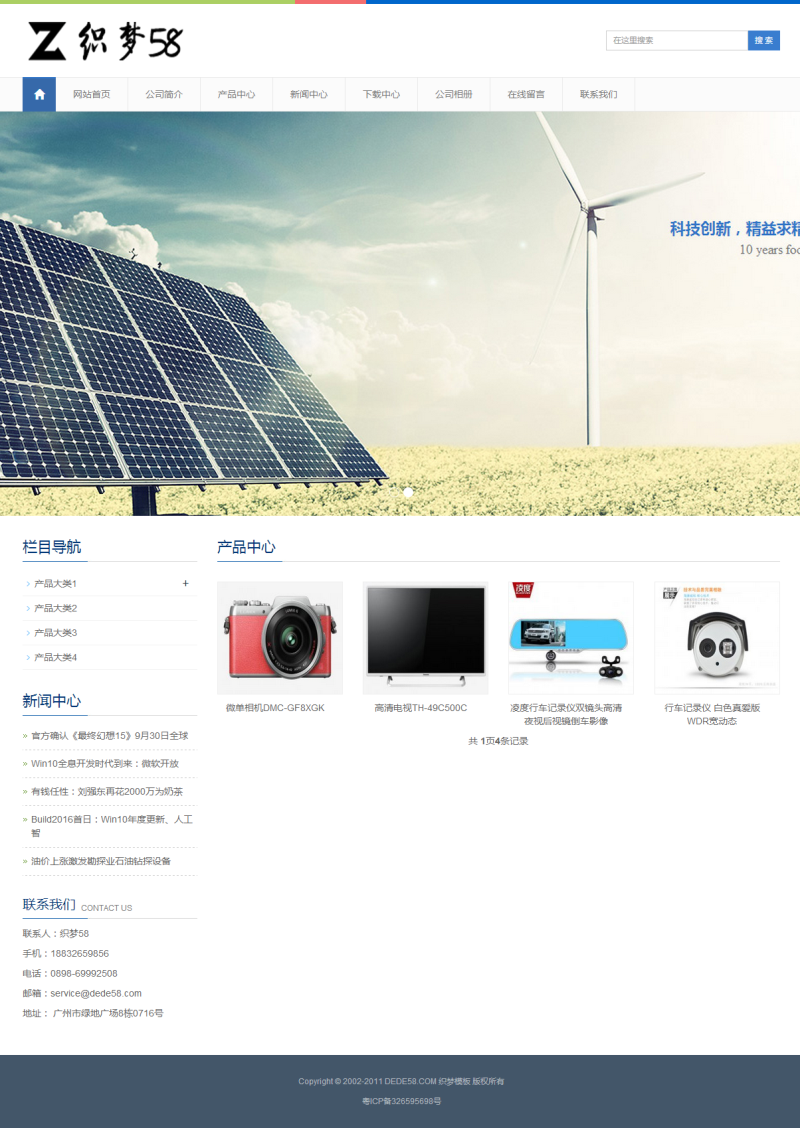 Z 织梦58
在这里搜索 搜 索
网站首页 公司简介 产品中心 新闻中心 下载中心 公司相册 在线留言 联系我们
科技创新，精益求精
10 years foc
栏目导航
产品大类1 +
产品大类2
产品大类3
产品大类4
新闻中心
» 官方确认《最终幻想15》9月30日全球
» Win10全息开发时代到来：微软开放
» 有钱任性：刘强东再花2000万为奶茶
» Build2016首日：Win10年度更新、人工
智
» 油价上涨激发勘探业石油钻探设备
联系我们 CONTACT US
联系人：织梦58
手机：18832659856
电话：0898-69992508
邮箱：service@dede58.com
地址： 广州市绿地广场8栋0716号
产品中心
凌度
微单相机DMC-GF8XGK
高清电视TH-49C500C
凌度行车记录仪双镜头高清
夜视后视镜倒车影像
行车记录仪 白色真爱版
WDR宽动态
共 1页4条记录
Copyright © 2002-2011 DEDE58.COM 织梦模板 版权所有
粤ICP备326595698号